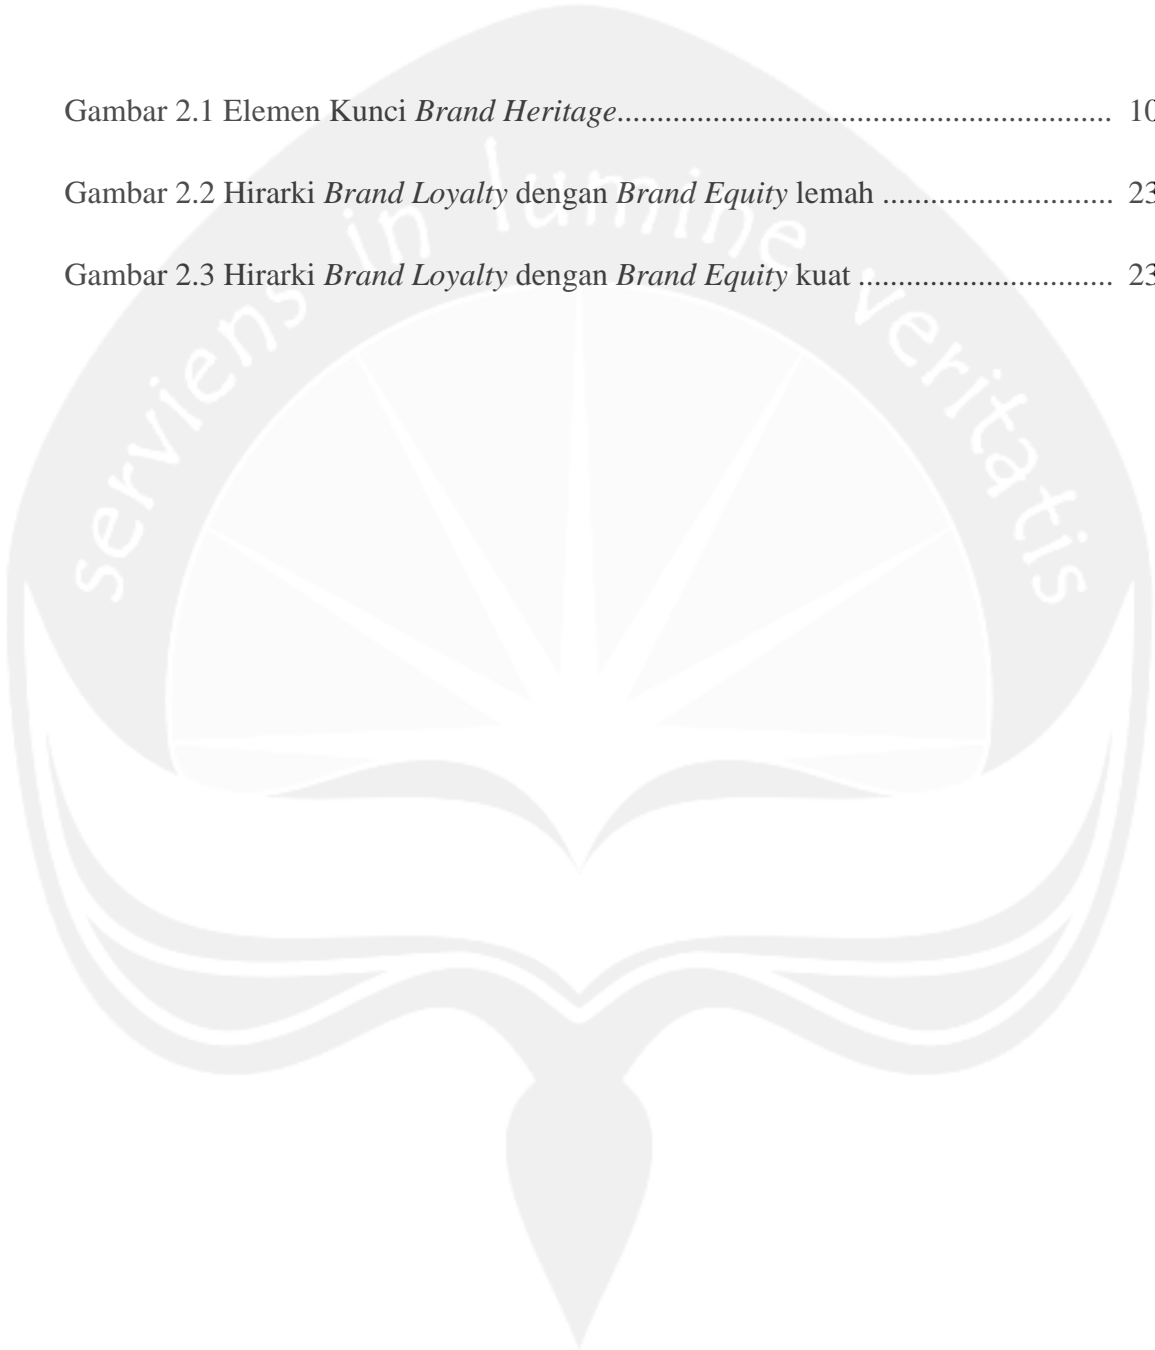 Gambar 2.1 Elemen Kunci Brand Heritage............................................................. 10
Gambar 2.2 Hirarki Brand Loyalty dengan Brand Equity lemah ............................. 23
Gambar 2.3 Hirarki Brand Loyalty dengan Brand Equity kuat ................................ 23
serviens in lumine veritatis